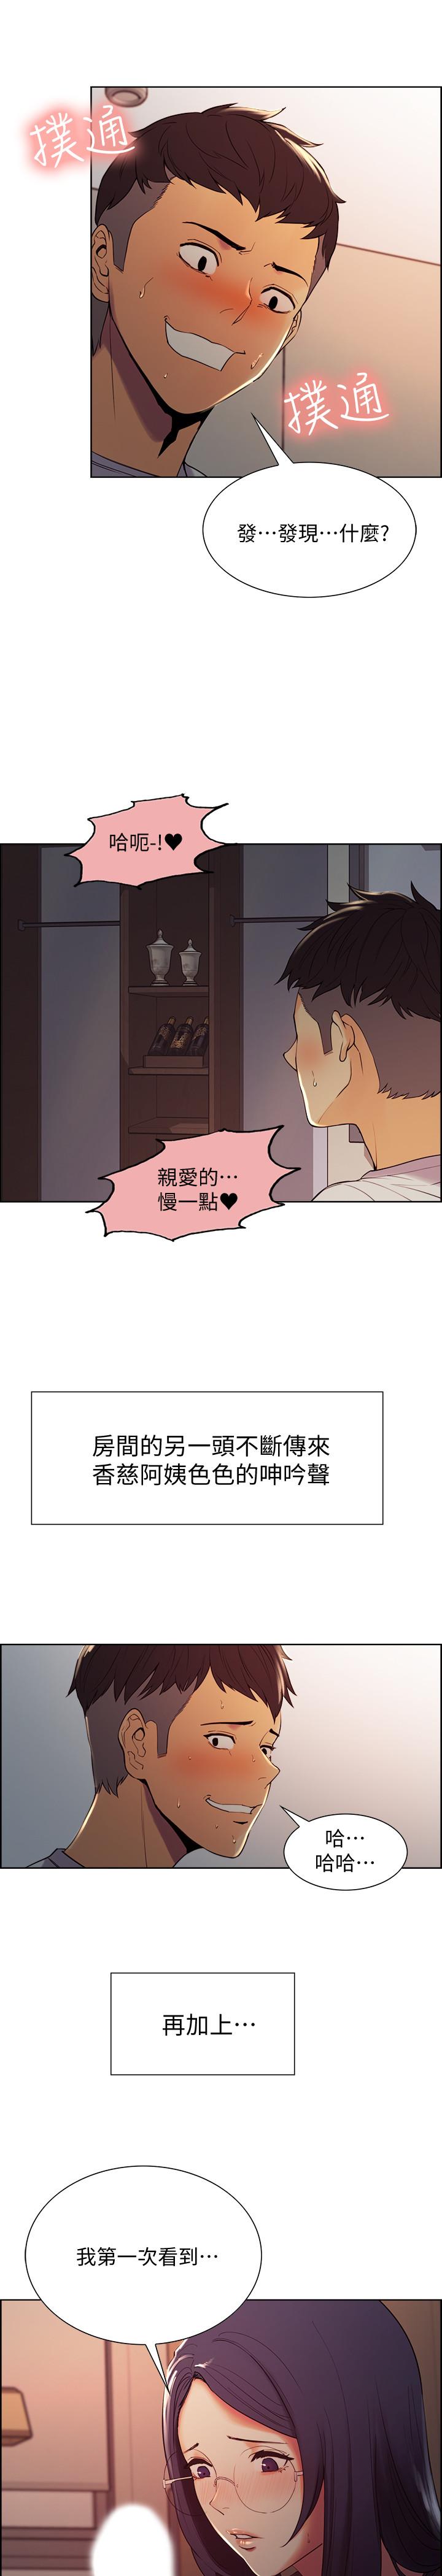 撲通
撲通
發⋯發現⋯什麼?
哈呃-!♥
親愛的⋯
慢一點♥
房間的另一頭不斷傳來
香慈阿姨色色的呻吟聲
哈⋯
哈哈⋯
再加上⋯
我第一次看到⋯